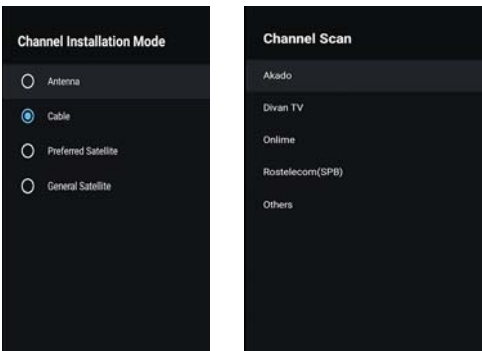 Channel Installation Mode
Antenna
Cable
Preferred Satellite
General Satellite
Channel Scan
Akado
Divan TV
Onlime
Rostelecom(SPB)
Others